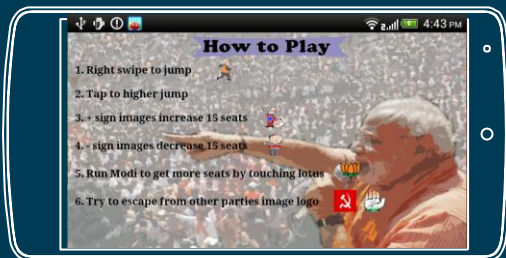 4:43 PM
How to Play
1. Right swipe to jump
2. Tap to higher jump
3. + sign images increase 15 seats
4. - sign images decrease 15 seats
5. Run Modi to get more seats by touching lotus
6. Try to escape from other parties image logo